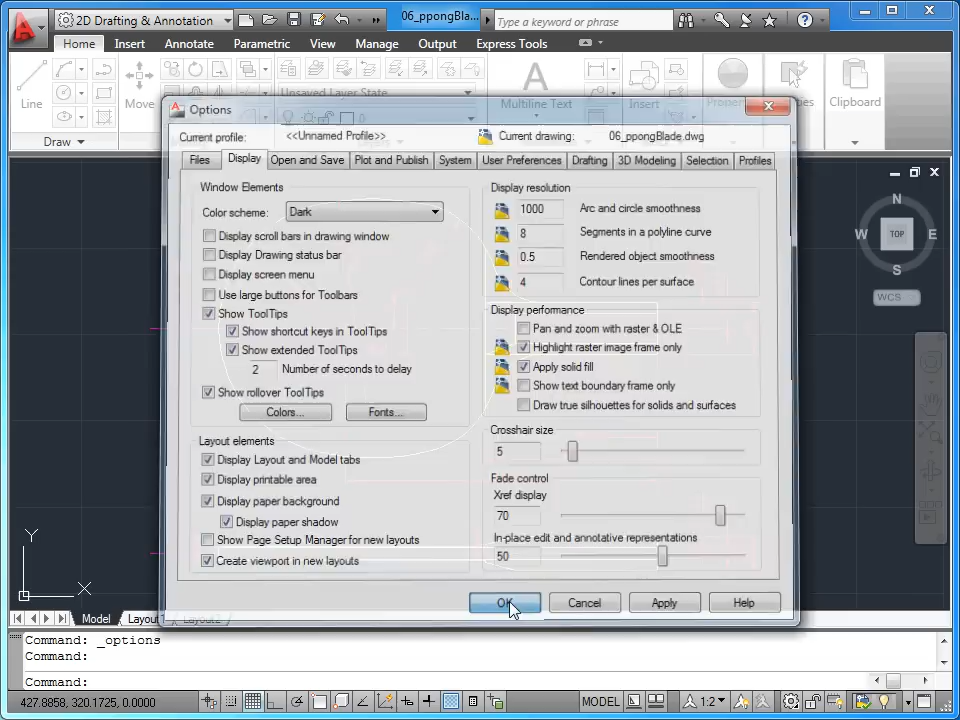 2D Drafting & Annotation
06_ppongBlade...
Type a keyword or phrase
Home Insert Annotate Parametric View Manage Output Express Tools
Line
Move
Unsaved Layer State
Multiline Text
Insert
Clipboard
Draw
Options
Current profile: <<Unnamed Profile>> Current drawing: 06_ppongBlade.dwg
Files Display Open and Save Plot and Publish System User Preferences Drafting 3D Modeling Selection Profiles
Window Elements
Color scheme: Dark
Display scroll bars in drawing window
Display Drawing status bar
Display screen menu
Use large buttons for Toolbars
Show ToolTips
Show shortcut keys in ToolTips
Show extended ToolTips
2 Number of seconds to delay
Show rollover ToolTips
Colors... Fonts...
Layout elements
Display Layout and Model tabs
Display printable area
Display paper background
Display paper shadow
Show Page Setup Manager for new layouts
Create viewport in new layouts
Display resolution
1000 Arc and circle smoothness
8 Segments in a polyline curve
0.5 Rendered object smoothness
4 Contour lines per surface
Display performance
Pan and zoom with raster & OLE
Highlight raster image frame only
Apply solid fill
Show text boundary frame only
Draw true silhouettes for solids and surfaces
Crosshair size
5
Fade control
Xref display
70
In-place edit and annotative representations
50
OK Cancel Apply Help
N
W TOP E
S
WCS
Y
X
Model Layout1 Layout2
Command: _options
Command:
Command:
427.8858, 320.1725, 0.0000
MODEL
1:2